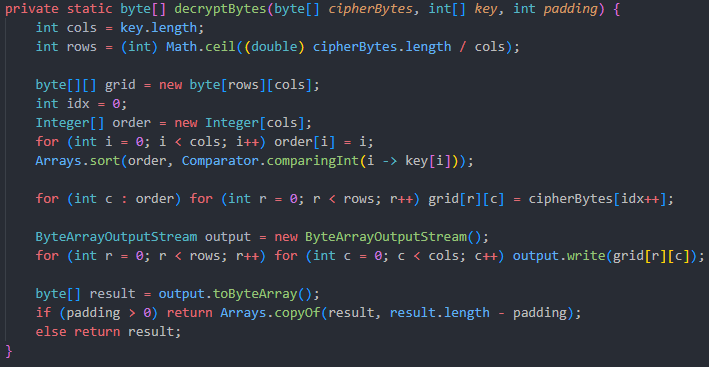 private static byte[] decryptBytes(byte[] cipherBytes, int[] key, int padding) {
    int cols = key.length;
    int rows = (int) Math.ceil((double) cipherBytes.length / cols);

    byte[][] grid = new byte[rows][cols];
    int idx = 0;
    Integer[] order = new Integer[cols];
    for (int i = 0; i < cols; i++) order[i] = i;
    Arrays.sort(order, Comparator.comparingInt(i -> key[i]));

    for (int c : order) for (int r = 0; r < rows; r++) grid[r][c] = cipherBytes[idx++];

    ByteArrayOutputStream output = new ByteArrayOutputStream();
    for (int r = 0; r < rows; r++) for (int c = 0; c < cols; c++) output.write(grid[r][c]);

    byte[] result = output.toByteArray();
    if (padding > 0) return Arrays.copyOf(result, result.length - padding);
    else return result;
}